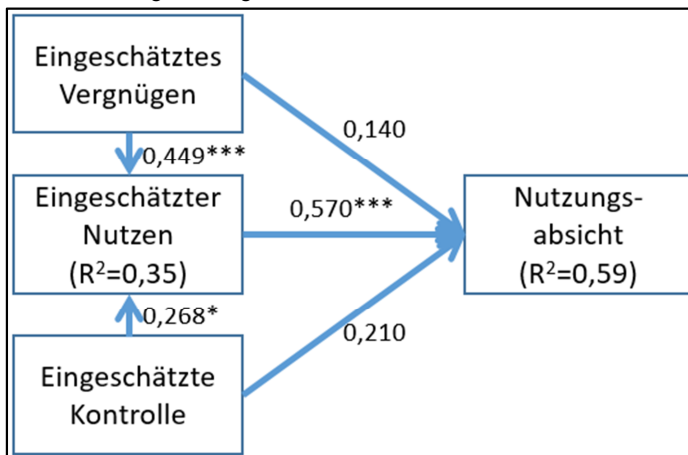 Eingeschätztes
Vergnügen
0,140
0,449***
Eingeschätzter
Nutzen
(R²=0,35)
0,570***
Nutzungs-
absicht
(R²=0,59)
0,268*
0,210
Eingeschätzte
Kontrolle